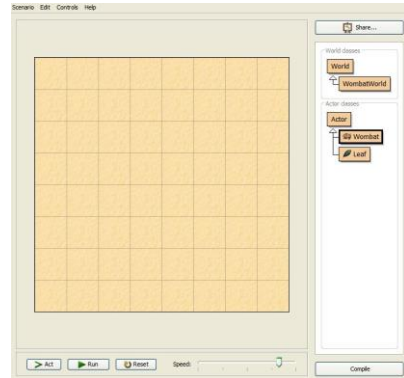 Scenario Edit Controls Help
Share...
World classes
World
WombatWorld
Actor classes
Actor
Wombat
Leaf
Act Run Reset Speed:
Compile